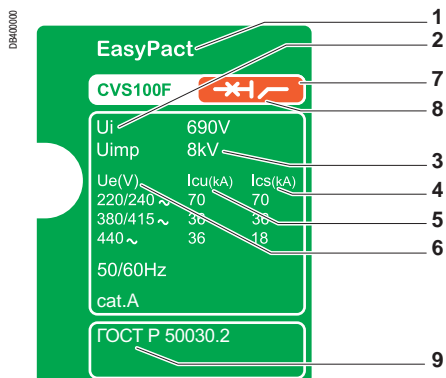 DB400000
EasyPact
1
2
CVS100F
7
8
Ui 690V
Uimp 8kV
3
Ue(V) Icu(kA) Ics(kA)
4
220/240 ~ 70 70
5
380/415 ~ 36 36
440 ~ 36 18
6
50/60Hz
cat.A
ГОСТ Р 50030.2
9